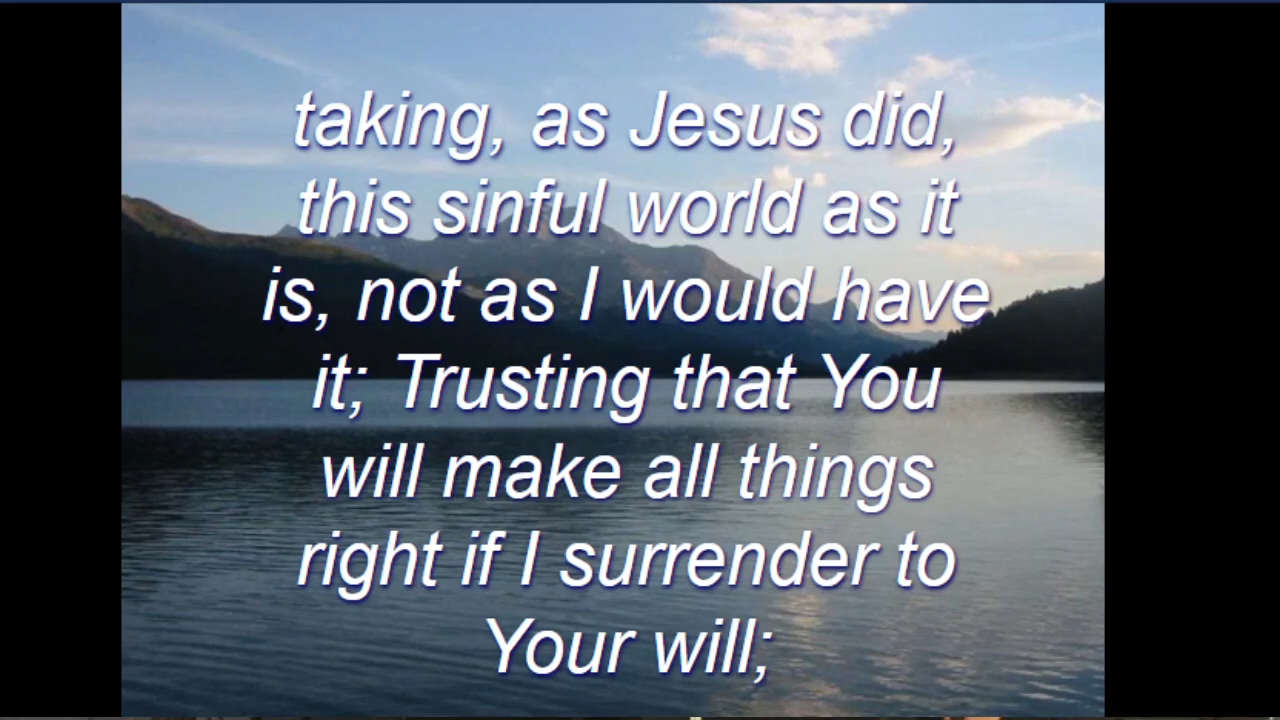 taking, as Jesus did,
this sinful world as it
is, not as I would have
it; Trusting that You
will make all things
right if I surrender to
Your will;